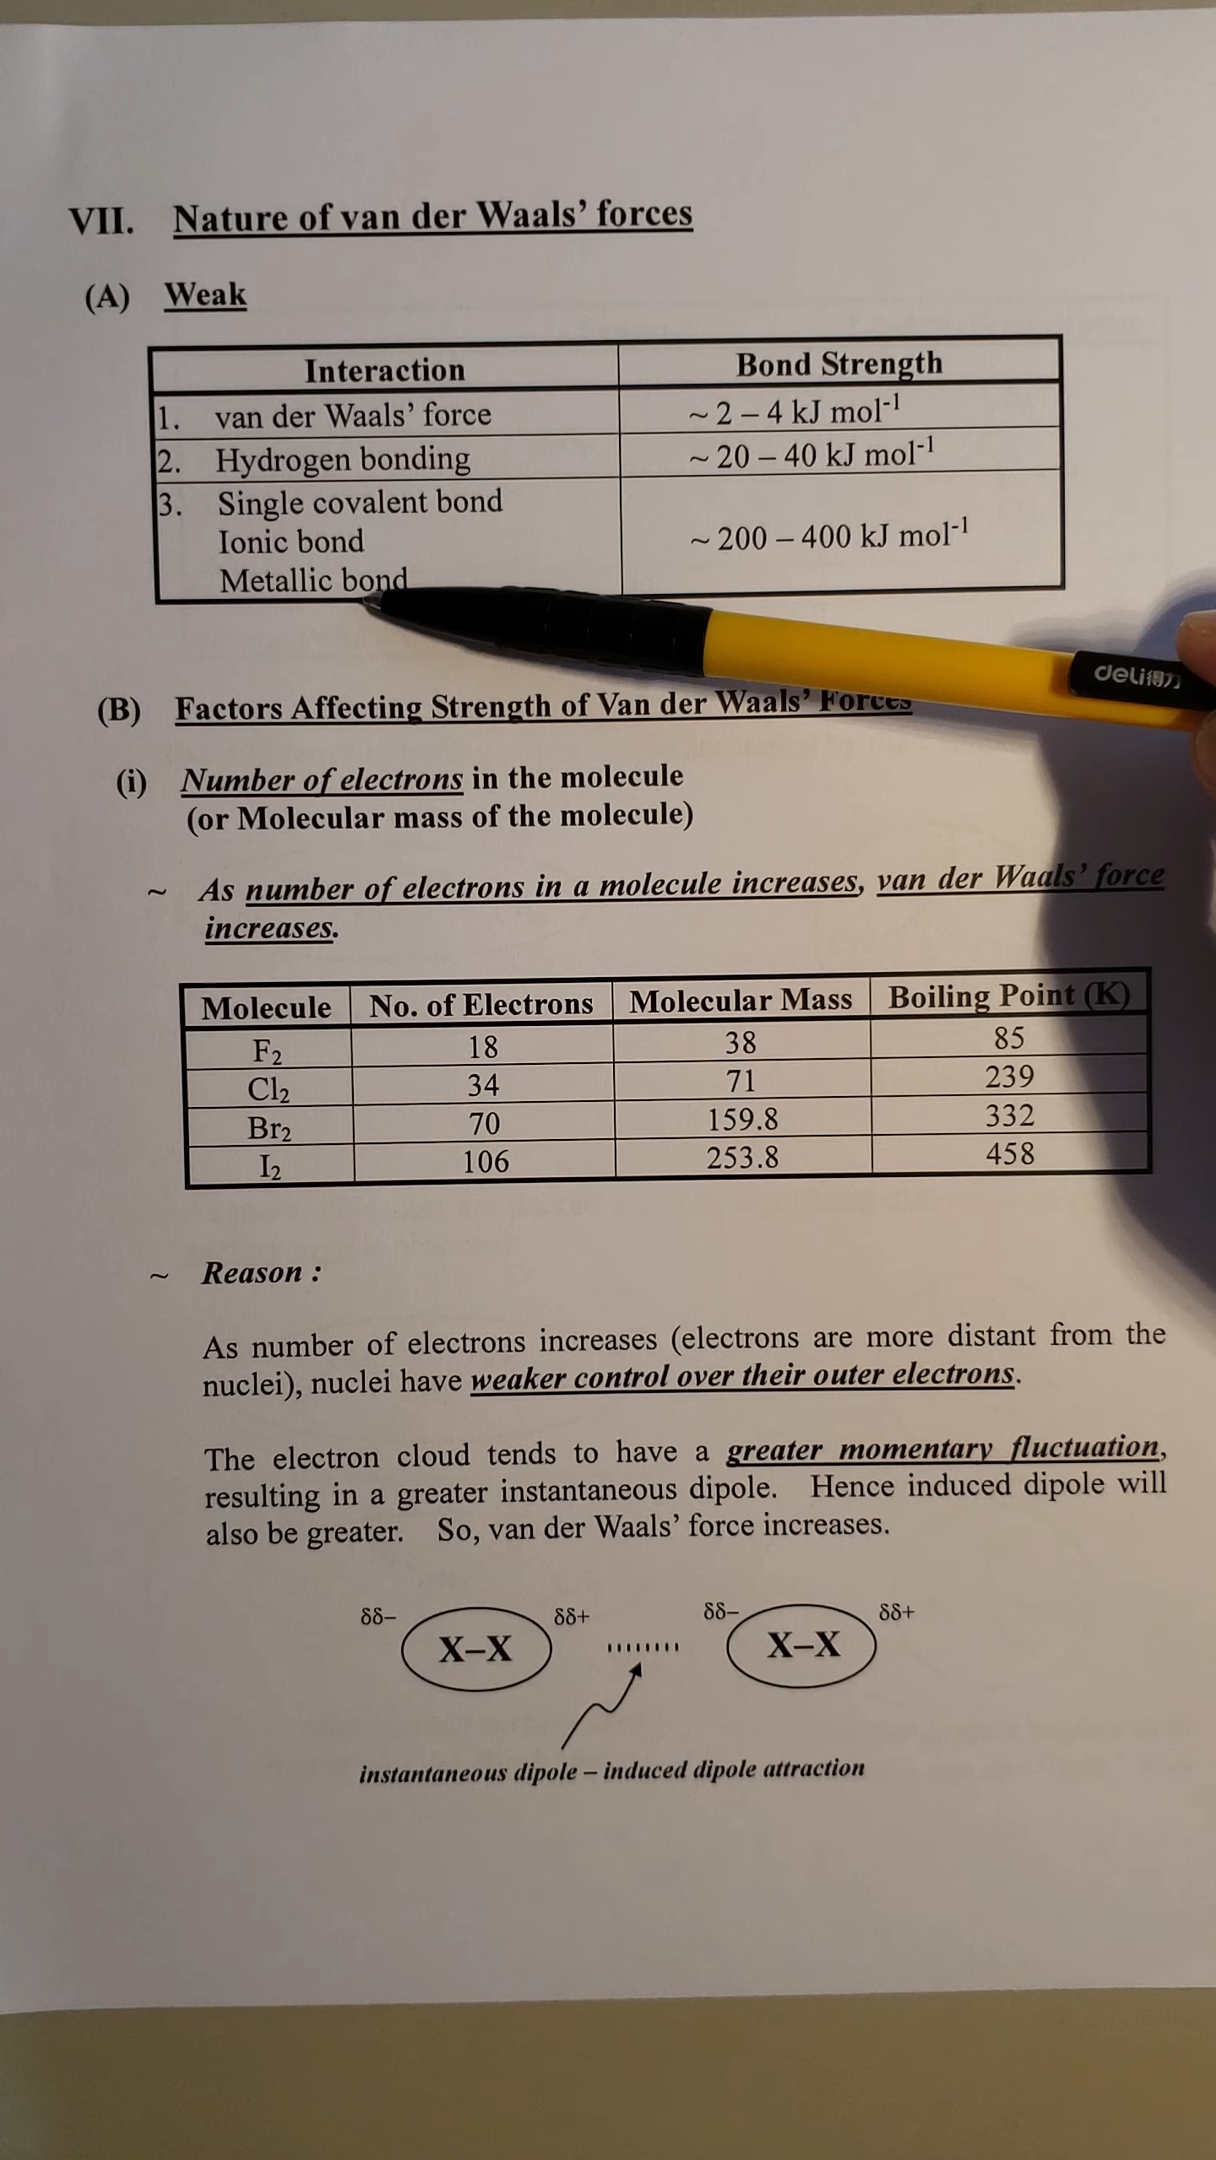 VII. Nature of van der Waals’ forces
(A) Weak
Interaction Bond Strength
1. van der Waals’ force ~ 2 – 4 kJ mol⁻¹
2. Hydrogen bonding ~ 20 – 40 kJ mol⁻¹
3. Single covalent bond
Ionic bond ~ 200 – 400 kJ mol⁻¹
Metallic bond
deli得力
(B) Factors Affecting Strength of Van der Waals’ Forces
(i) Number of electrons in the molecule
(or Molecular mass of the molecule)
~ As number of electrons in a molecule increases, van der Waals’ force
increases.
Molecule No. of Electrons Molecular Mass Boiling Point (K)
F₂ 18 38 85
Cl₂ 34 71 239
Br₂ 70 159.8 332
I₂ 106 253.8 458
~ Reason :
As number of electrons increases (electrons are more distant from the
nuclei), nuclei have weaker control over their outer electrons.
The electron cloud tends to have a greater momentary fluctuation,
resulting in a greater instantaneous dipole. Hence induced dipole will
also be greater. So, van der Waals’ force increases.
δδ– δδ+ δδ– δδ+
X–X X–X
instantaneous dipole – induced dipole attraction